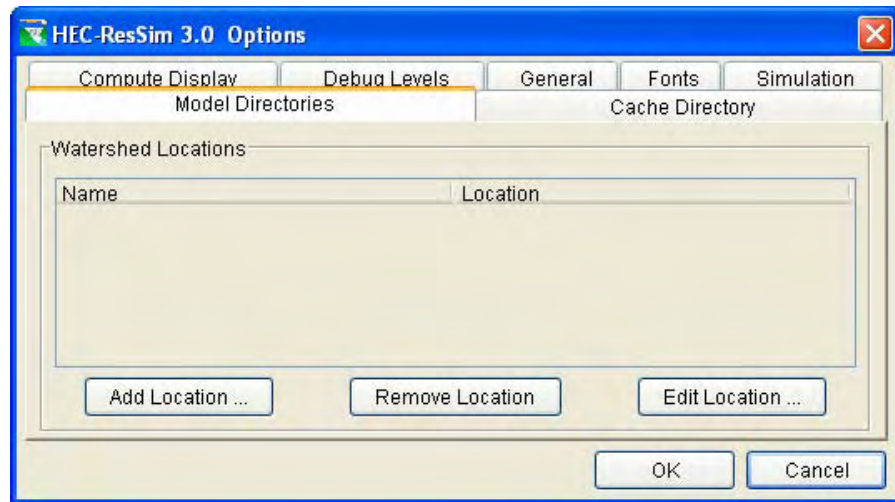 HEC-ResSim 3.0 Options
Compute Display Debug Levels General Fonts Simulation
Model Directories Cache Directory
Watershed Locations
Name Location
Add Location ... Remove Location Edit Location ...
OK Cancel